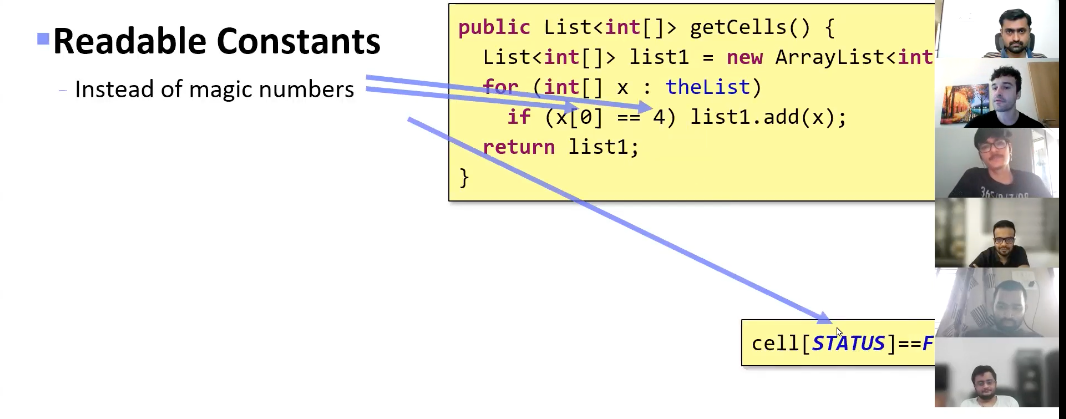 Readable Constants
– Instead of magic numbers
public List<int[]> getCells() {
List<int[]> list1 = new ArrayList<int
for (int[] x : theList)
if (x[0] == 4) list1.add(x);
return list1;
}
cell[STATUS]==F